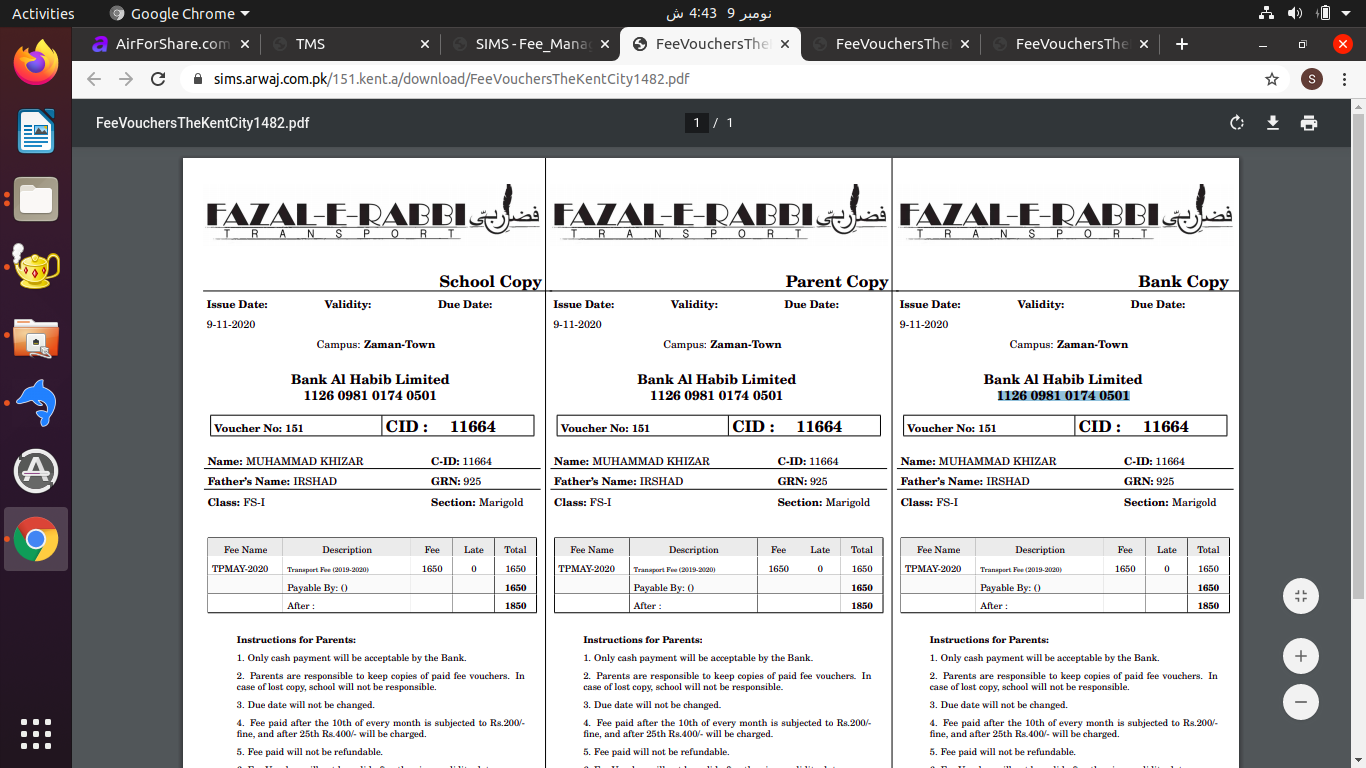 Activities Google Chrome نومبر 9 4:43 ش
AirForShare.com TMS SIMS - Fee_Mana FeeVouchersThe FeeVouchersThe FeeVouchersThe
sims.arwaj.com.pk/151.kent.a/download/FeeVouchersTheKentCity1482.pdf S
FeeVouchersTheKentCity1482.pdf 1 / 1
FAZAL-E-RABBI فضل ربّی
TRANSPORT
School Copy
Issue Date: Validity: Due Date:
9-11-2020
Campus: Zaman-Town
Bank Al Habib Limited
1126 0981 0174 0501
Voucher No: 151 CID : 11664
Name: MUHAMMAD KHIZAR C-ID: 11664
Father's Name: IRSHAD GRN: 925
Class: FS-I Section: Marigold
Fee Name Description Fee Late Total
TPMAY-2020 Transport Fee (2019-2020) 1650 0 1650
Payable By: () 1650
After : 1850
Instructions for Parents:
1. Only cash payment will be acceptable by the Bank.
2. Parents are responsible to keep copies of paid fee vouchers. In
case of lost copy, school will not be responsible.
3. Due date will not be changed.
4. Fee paid after the 10th of every month is subjected to Rs.200/-
fine, and after 25th Rs.400/- will be charged.
5. Fee paid will not be refundable.
FAZAL-E-RABBI فضل ربّی
TRANSPORT
Parent Copy
Issue Date: Validity: Due Date:
9-11-2020
Campus: Zaman-Town
Bank Al Habib Limited
1126 0981 0174 0501
Voucher No: 151 CID : 11664
Name: MUHAMMAD KHIZAR C-ID: 11664
Father's Name: IRSHAD GRN: 925
Class: FS-I Section: Marigold
Fee Name Description Fee Late Total
TPMAY-2020 Transport Fee (2019-2020) 1650 0 1650
Payable By: () 1650
After : 1850
Instructions for Parents:
1. Only cash payment will be acceptable by the Bank.
2. Parents are responsible to keep copies of paid fee vouchers. In
case of lost copy, school will not be responsible.
3. Due date will not be changed.
4. Fee paid after the 10th of every month is subjected to Rs.200/-
fine, and after 25th Rs.400/- will be charged.
5. Fee paid will not be refundable.
FAZAL-E-RABBI فضل ربّی
TRANSPORT
Bank Copy
Issue Date: Validity: Due Date:
9-11-2020
Campus: Zaman-Town
Bank Al Habib Limited
1126 0981 0174 0501
Voucher No: 151 CID : 11664
Name: MUHAMMAD KHIZAR C-ID: 11664
Father's Name: IRSHAD GRN: 925
Class: FS-I Section: Marigold
Fee Name Description Fee Late Total
TPMAY-2020 Transport Fee (2019-2020) 1650 0 1650
Payable By: () 1650
After : 1850
Instructions for Parents:
1. Only cash payment will be acceptable by the Bank.
2. Parents are responsible to keep copies of paid fee vouchers. In
case of lost copy, school will not be responsible.
3. Due date will not be changed.
4. Fee paid after the 10th of every month is subjected to Rs.200/-
fine, and after 25th Rs.400/- will be charged.
5. Fee paid will not be refundable.